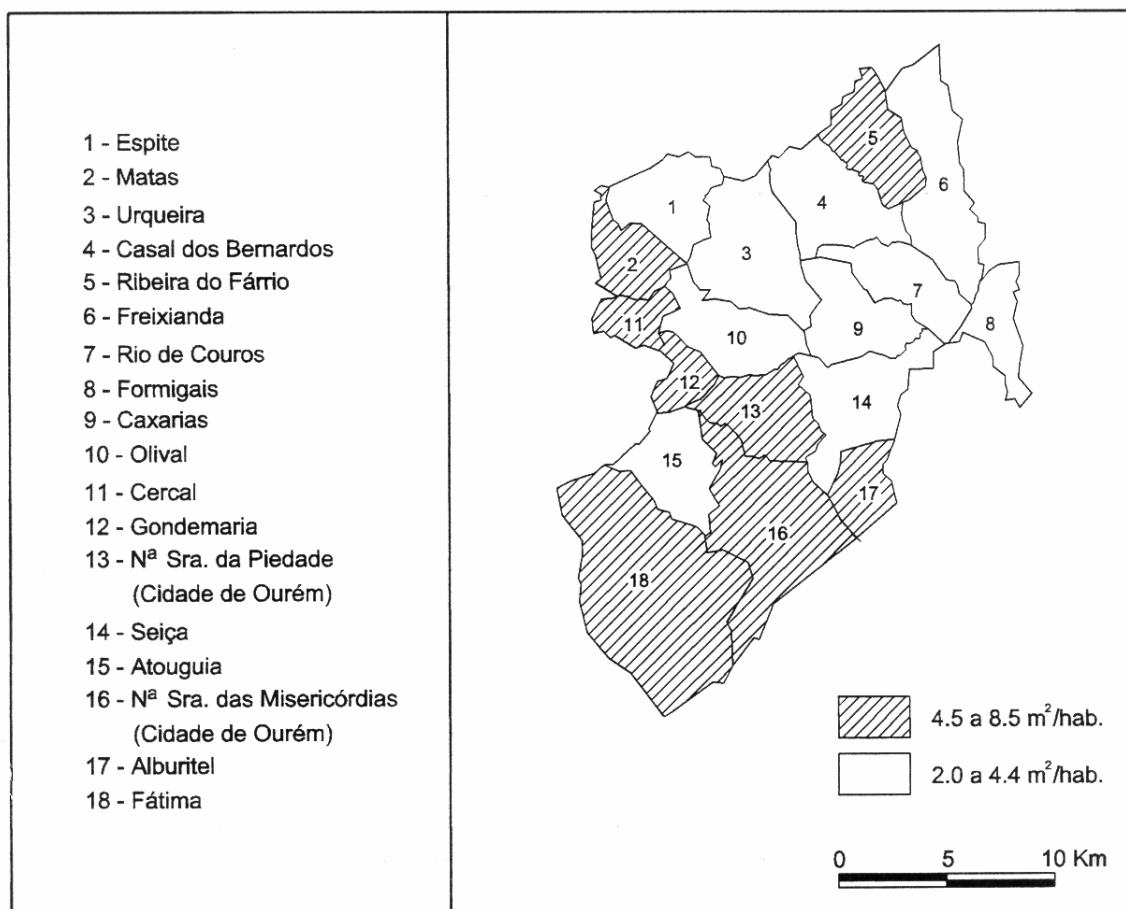 1 - Espite
2 - Matas
3 - Urqueira
4 - Casal dos Bernardos
5 - Ribeira do Fárrio
6 - Freixianda
7 - Rio de Couros
8 - Formigais
9 - Caxarias
10 - Olival
11 - Cercal
12 - Gondemaria
13 - Nª Sra. da Piedade
(Cidade de Ourém)
14 - Seiça
15 - Atouguia
16 - Nª Sra. das Misericórdias
(Cidade de Ourém)
17 - Alburitel
18 - Fátima
5
6
1
4
3
2
7
8
11
10
9
12
13
14
15
17
16
18
4.5 a 8.5 m²/hab.
2.0 a 4.4 m²/hab.
0 5 10 Km